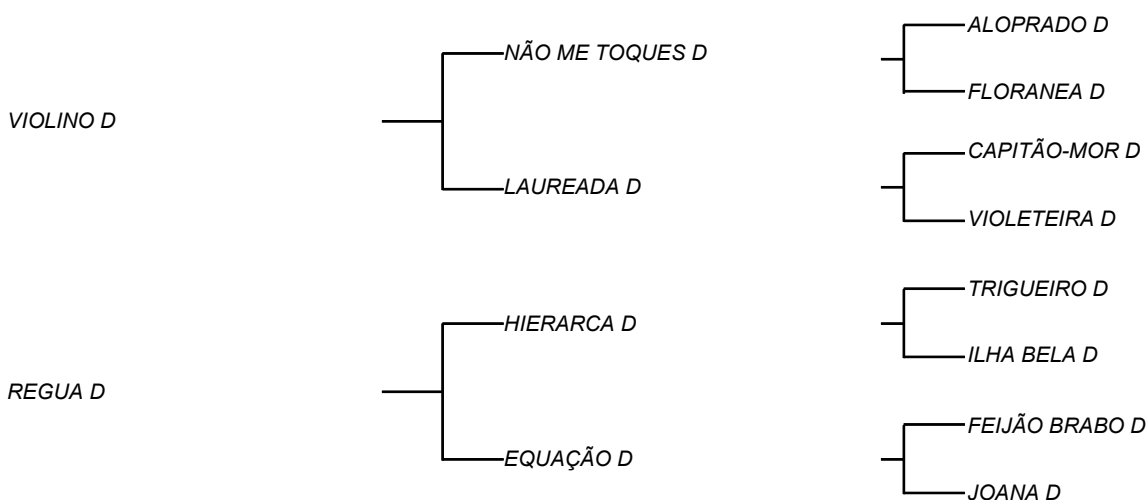 ALOPRADO D
NÃO ME TOQUES D
FLORANEA D
VIOLINO D
CAPITÃO-MOR D
LAUREADA D
VIOLETEIRA D
TRIGUEIRO D
HIERARCA D
ILHA BELA D
REGUA D
FEIJÃO BRABO D
EQUAÇÃO D
JOANA D